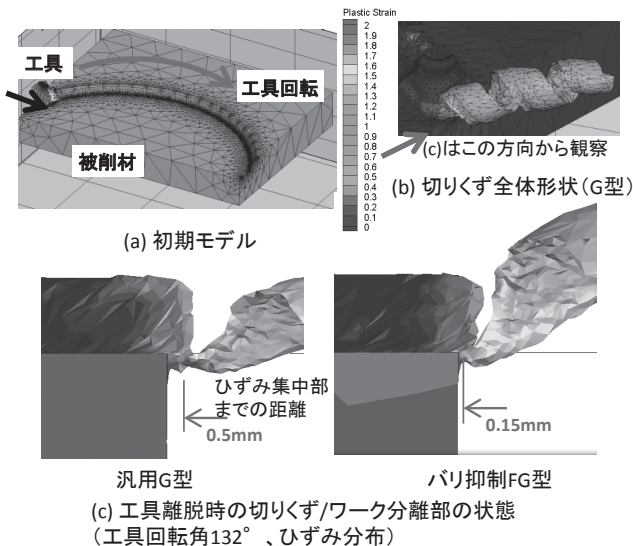 Plastic Strain
2
1.9
1.8
1.7
1.6
1.5
1.4
1.3
1.2
1.1
1
0.9
0.8
0.7
0.6
0.5
0.4
0.3
0.2
0.1
0
工具
工具回転
被削材
(a) 初期モデル
(c)はこの方向から観察
(b) 切りくず全体形状(G型)
ひずみ集中部
までの距離
0.5mm
0.15mm
汎用G型
バリ抑制FG型
(c) 工具離脱時の切りくず/ワーク分離部の状態
(工具回転角132°、ひずみ分布)